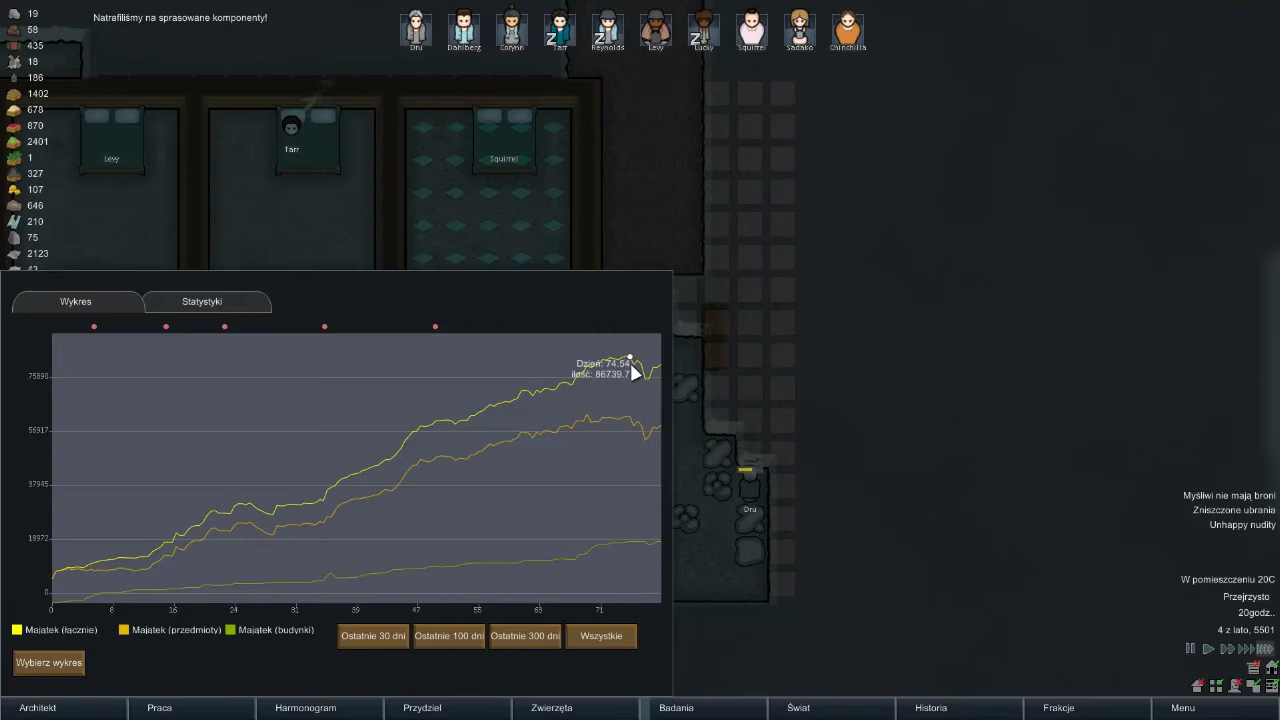 19
58
435
18
186
1402
678
870
2401
1
327
107
646
210
75
2123
43
Natrafiliśmy na sprasowane komponenty!
Dru
Dahlberg
Corynn
Tarr
Reynolds
Levy
Lucky
Squirrel
Sadako
Chinchilla
Levy
Tarr
Squirrel
Wykres
Statystyki
75890
56917
37945
18972
0
0
8
16
24
31
39
47
55
63
71
Dzień: 74.54
ilość: 86739.7
Majątek (łącznie)
Majątek (przedmioty)
Majątek (budynki)
Ostatnie 30 dni
Ostatnie 100 dni
Ostatnie 300 dni
Wszystkie
Wybierz wykres
Dru
Myśliwi nie mają broni
Zniszczone ubrania
Unhappy nudity
W pomieszczeniu 20C
Przejrzysto
20godz..
4 z lato, 5501
Architekt
Praca
Harmonogram
Przydziel
Zwierzęta
Badania
Świat
Historia
Frakcje
Menu